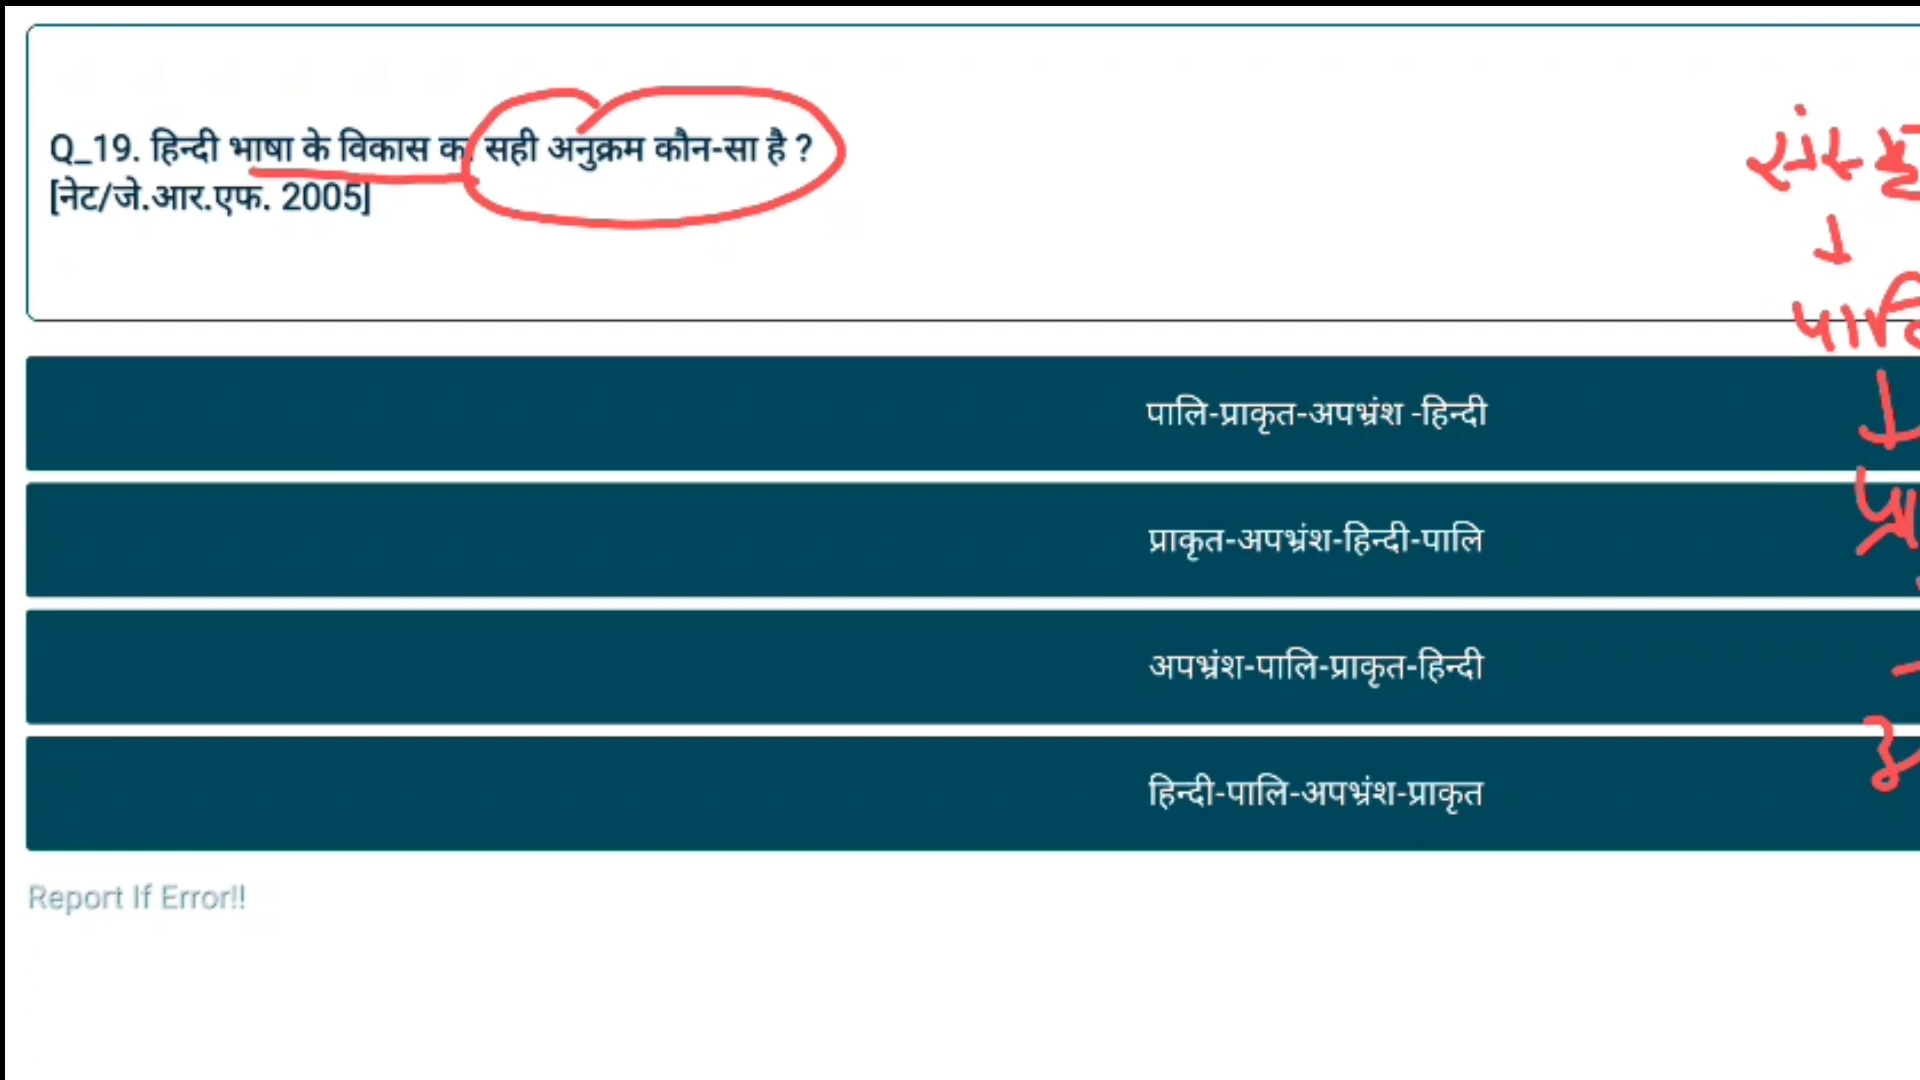 Q_19. हिन्दी भाषा के विकास का सही अनुक्रम कौन-सा है ?
[नेट/जे.आर.एफ. 2005]
पालि-प्राकृत-अपभ्रंश -हिन्दी
प्राकृत-अपभ्रंश-हिन्दी-पालि
अपभ्रंश-पालि-प्राकृत-हिन्दी
हिन्दी-पालि-अपभ्रंश-प्राकृत
Report If Error!!